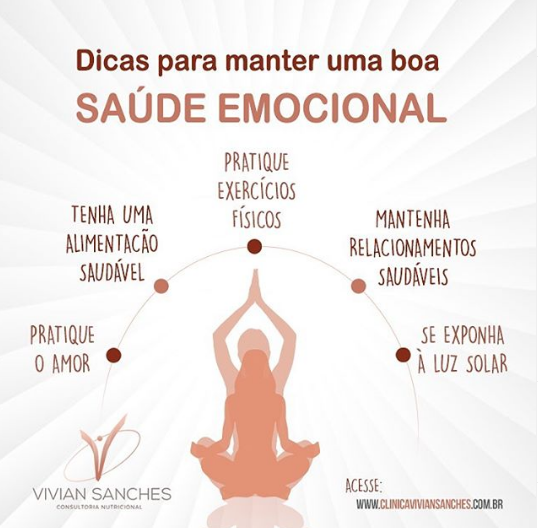 Dicas para manter uma boa
SAÚDE EMOCIONAL
PRATIQUE
EXERCÍCIOS
FÍSICOS
TENHA UMA
ALIMENTAÇÃO
SAUDÁVEL
MANTENHA
RELACIONAMENTOS
SAUDÁVEIS
PRATIQUE
O AMOR
SE EXPONHA
À LUZ SOLAR
VIVIAN SANCHES
CONSULTORIA NUTRICIONAL
ACESSE:
WWW.CLINICAVIVIANSANCHES.COM.BR